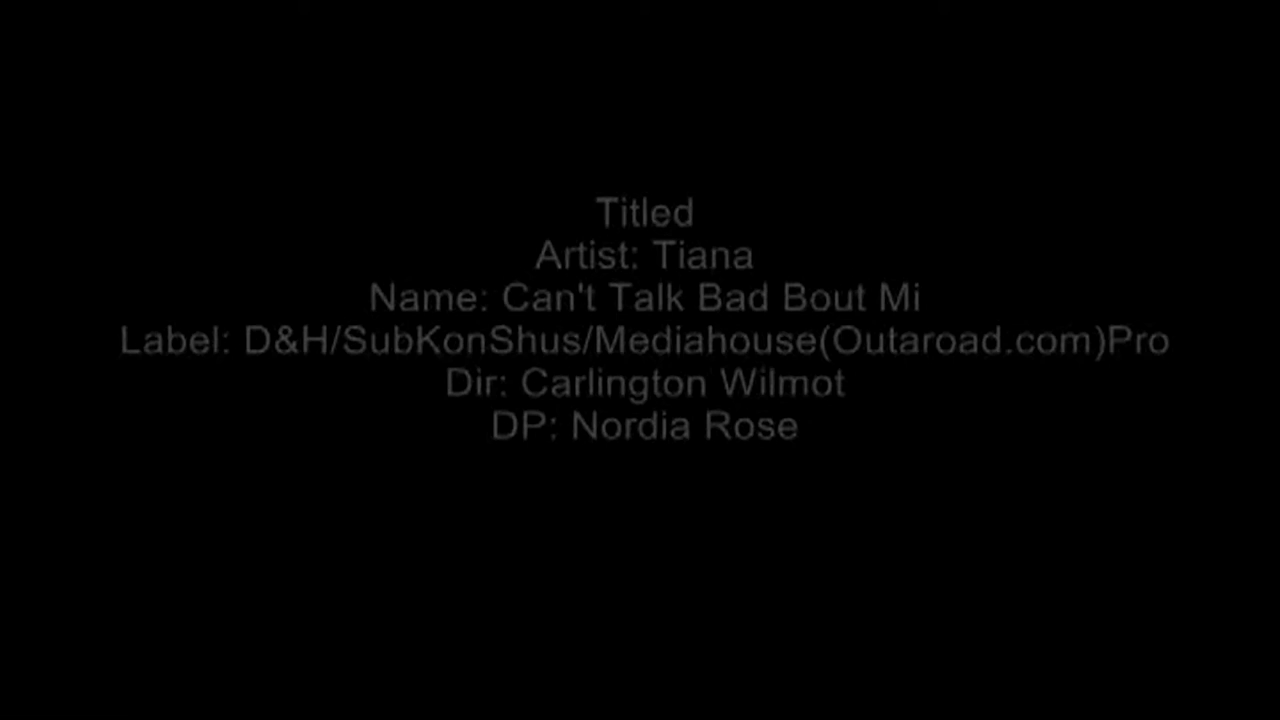 Titled
Artist: Tiana
Name: Can't Talk Bad Bout Mi
Label: D&H/SubKonShus/Mediahouse(Outaroad.com)Pro
Dir: Carlington Wilmot
DP: Nordia Rose